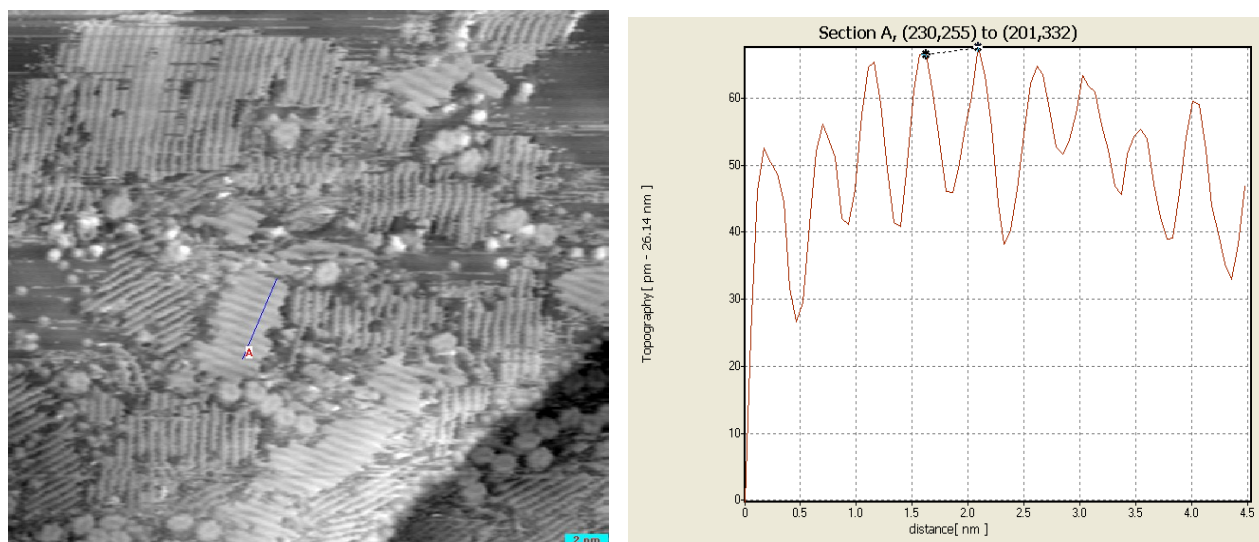 A
2 nm
Section A, (230,255) to (201,332)
Topography[ pm - 26.14 nm ]
60
50
40
30
20
10
0
0 0.5 1.0 1.5 2.0 2.5 3.0 3.5 4.0 4.5
distance[ nm ]